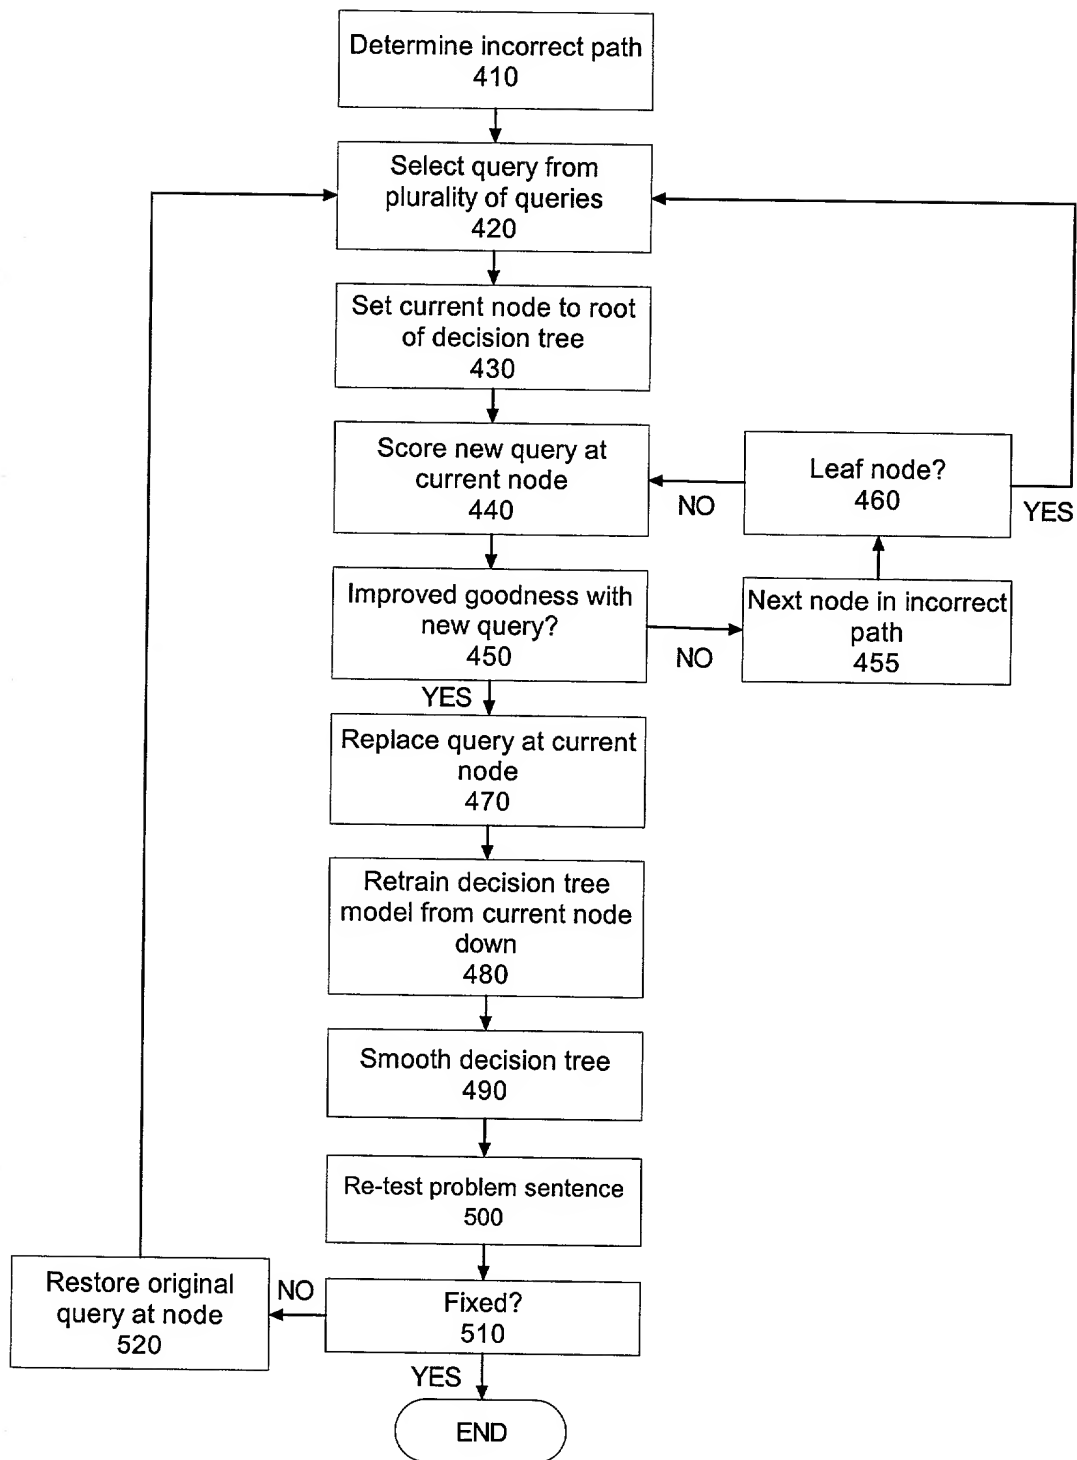 Determine incorrect path
410
Select query from
plurality of queries
420
Set current node to root
of decision tree
430
Score new query at
current node
440
NO
Leaf node?
460
YES
Improved goodness with
new query?
450
NO
Next node in incorrect
path
455
YES
Replace query at current
node
470
Retrain decision tree
model from current node
down
480
Smooth decision tree
490
Re-test problem sentence
500
Restore original
query at node
520
NO
Fixed?
510
YES
END